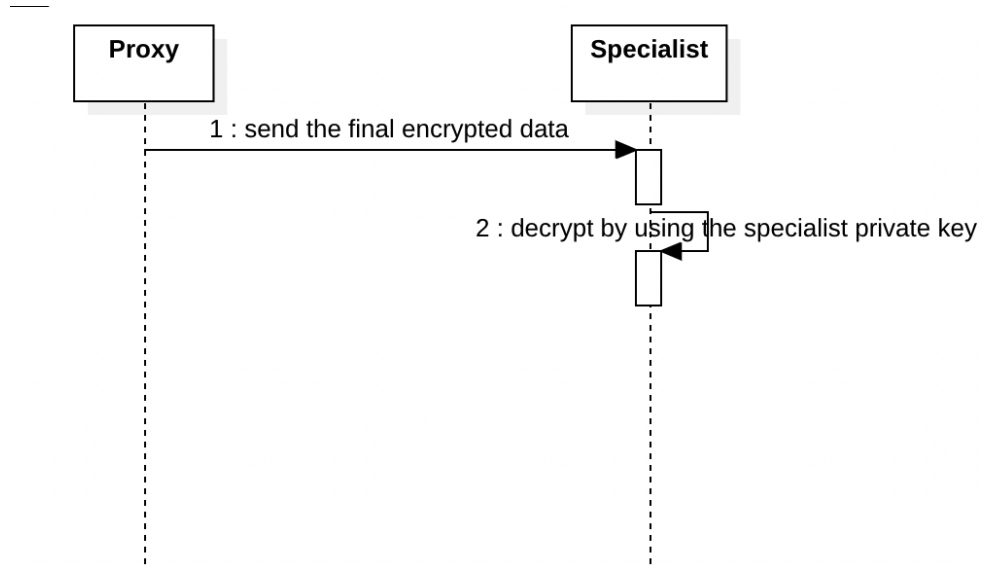 Proxy
Specialist
1 : send the final encrypted data
2 : decrypt by using the specialist private key